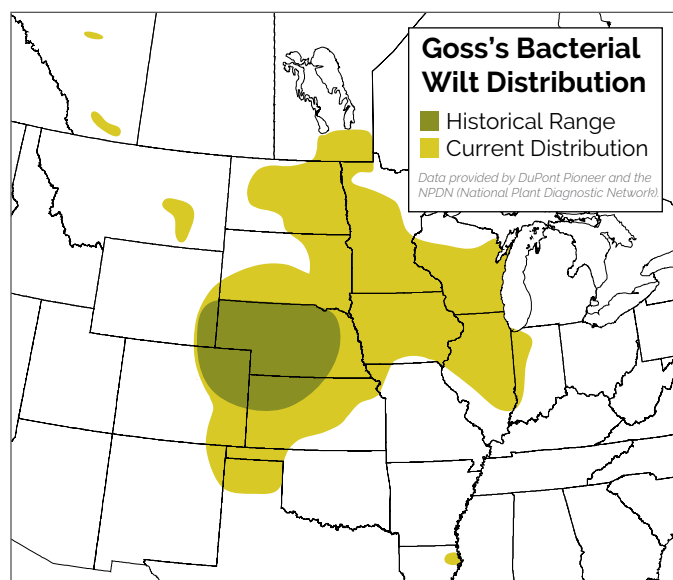 Goss's Bacterial
Wilt Distribution
Historical Range
Current Distribution
Data provided by DuPont Pioneer and the
NPDN (National Plant Diagnostic Network).